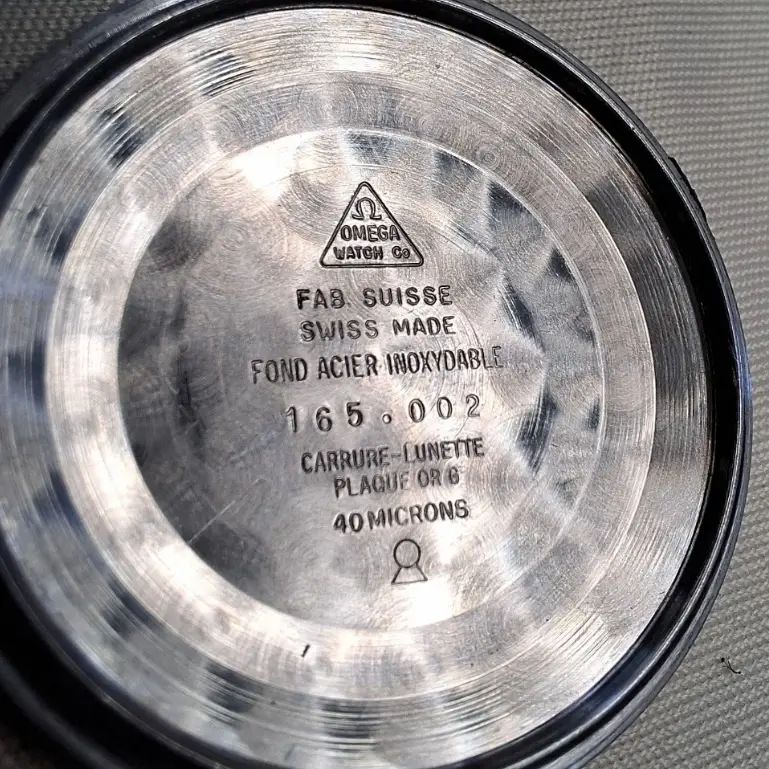 Ω
OMEGA
WATCH Co
FAB. SUISSE
SWISS MADE
FOND ACIER INOXYDABLE
165.002
CARRURE-LUNETTE
PLAQUE OR G
40 MICRONS